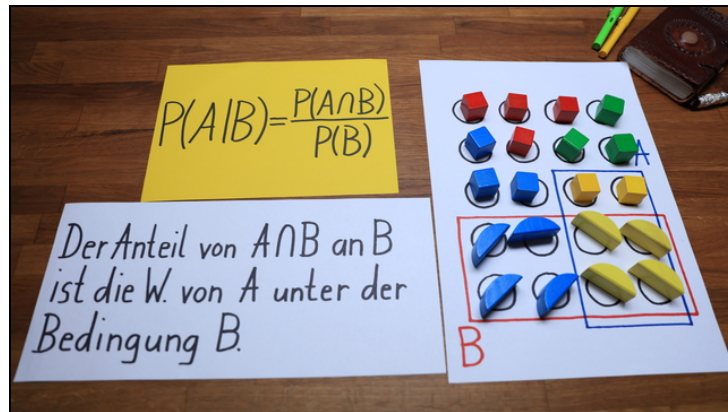 P(A|B)=P(A∩B)/P(B)
Der Anteil von A∩B an B
ist die W. von A unter der
Bedingung B.
A
B